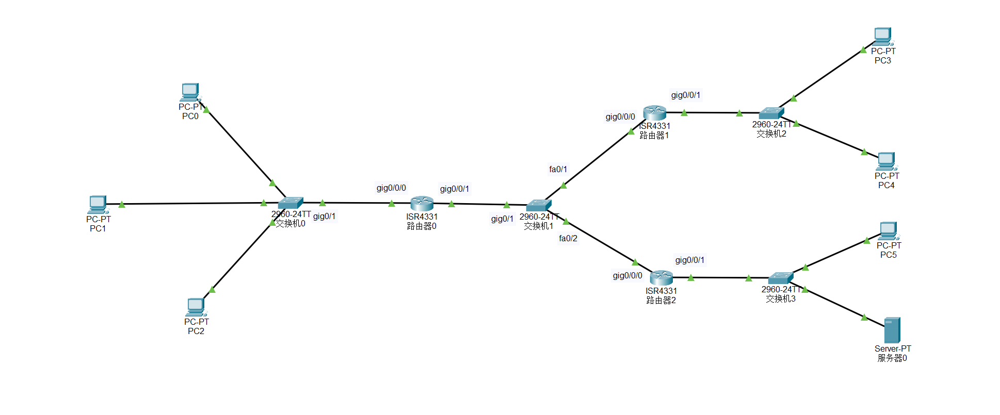 PC-PT
PC0
PC-PT
PC1
PC-PT
PC2
2960-24TT
交换机0
gig0/1
gig0/0/0
ISR4331
路由器0
gig0/0/1
gig0/1
2960-24TT
交换机1
fa0/1
fa0/2
gig0/0/0
ISR4331
路由器1
gig0/0/1
2960-24TT
交换机2
PC-PT
PC3
PC-PT
PC4
gig0/0/0
ISR4331
路由器2
gig0/0/1
2960-24TT
交换机3
PC-PT
PC5
Server-PT
服务器0